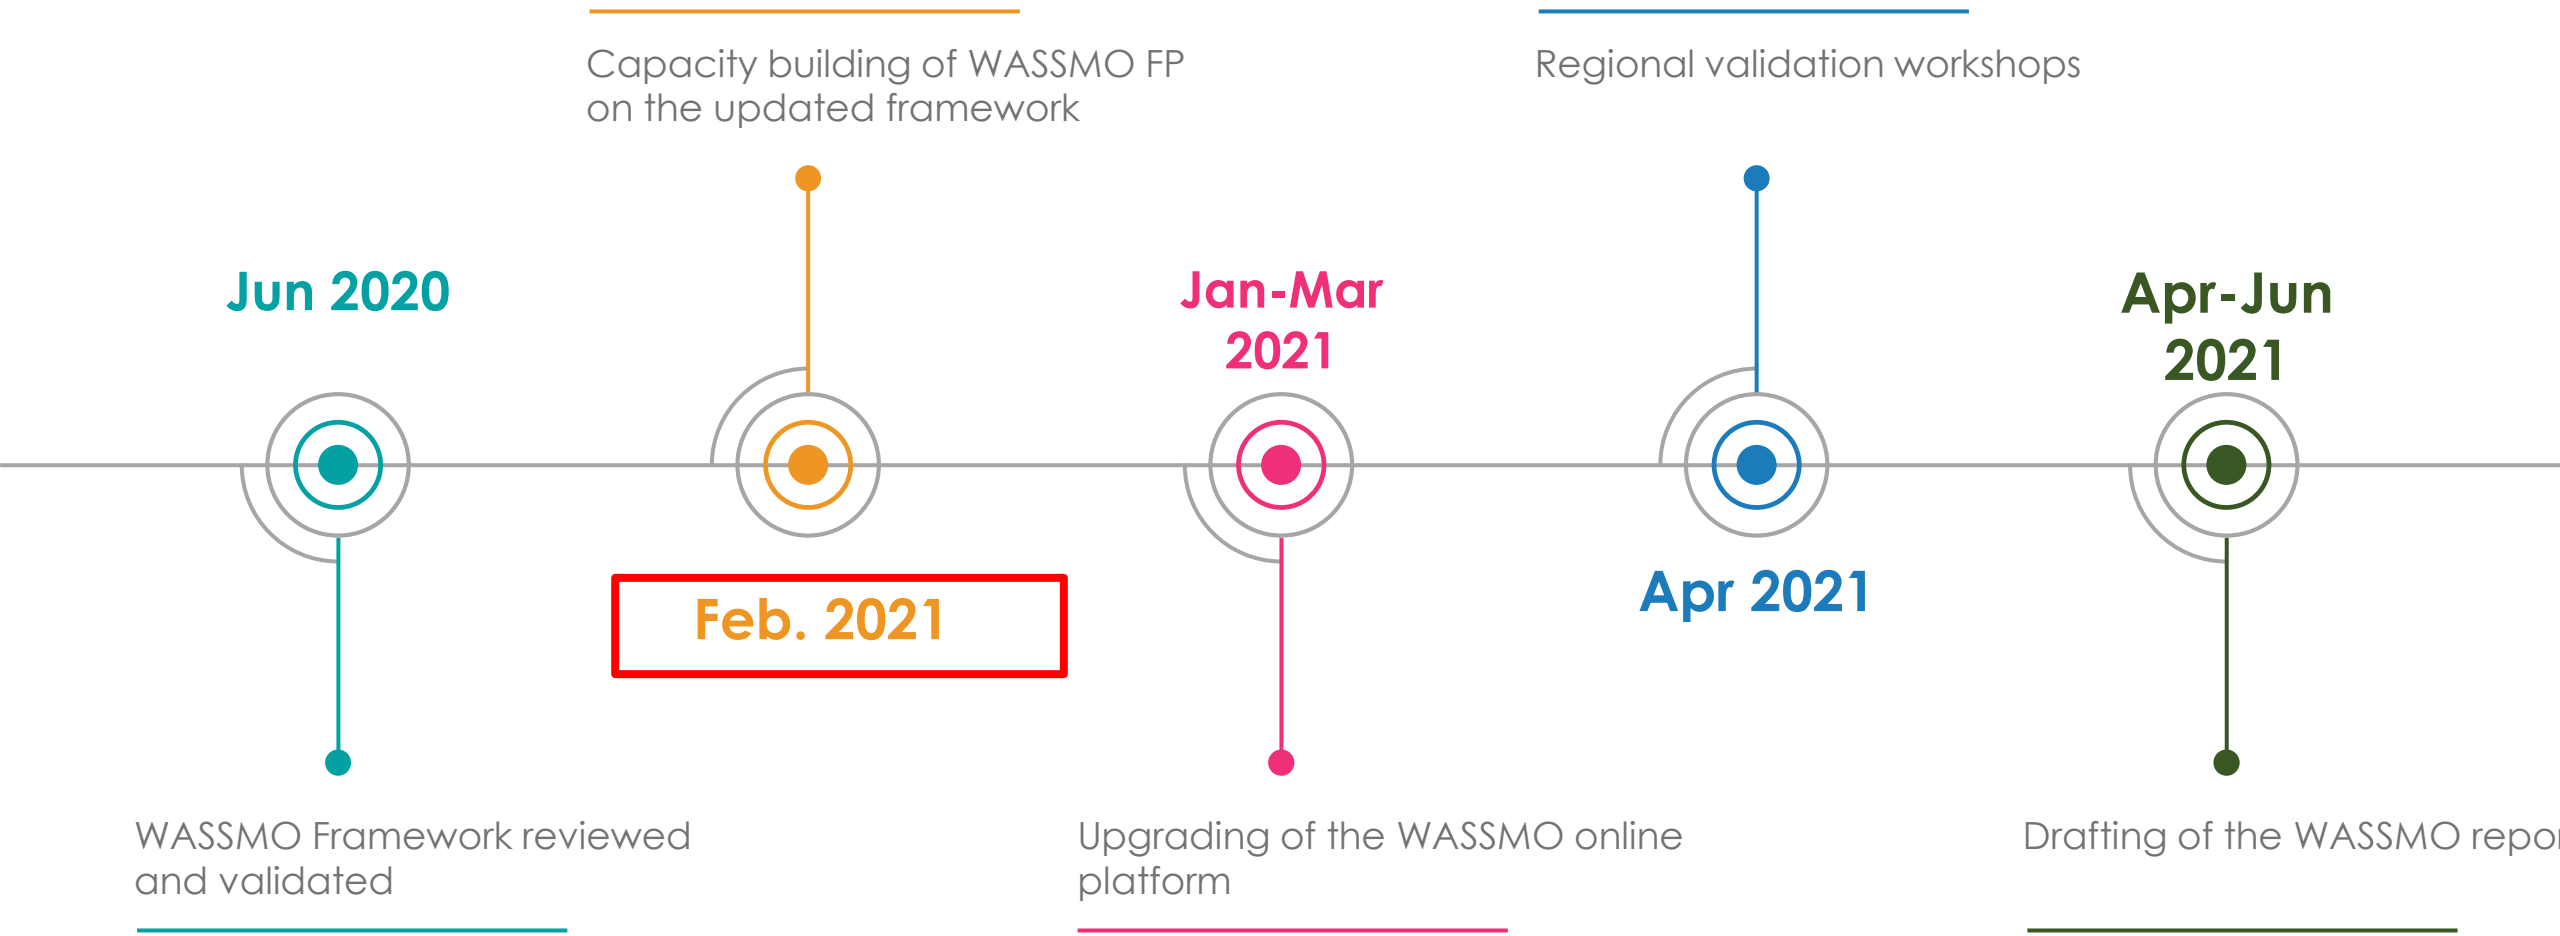 Capacity building of WASSMO FP
on the updated framework
Regional validation workshops
Jun 2020
Jan-Mar
2021
Apr-Jun
2021
Feb. 2021
Apr 2021
WASSMO Framework reviewed
and validated
Upgrading of the WASSMO online
platform
Drafting of the WASSMO